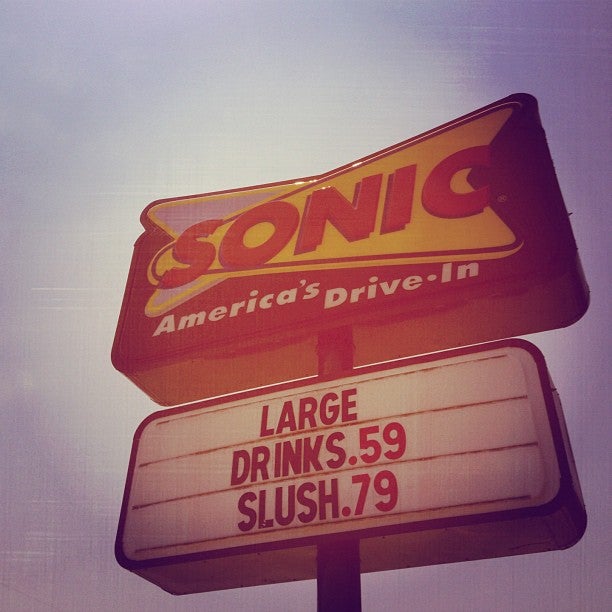 SONIC®
America's Drive-In
LARGE
DRINKS.59
SLUSH.79